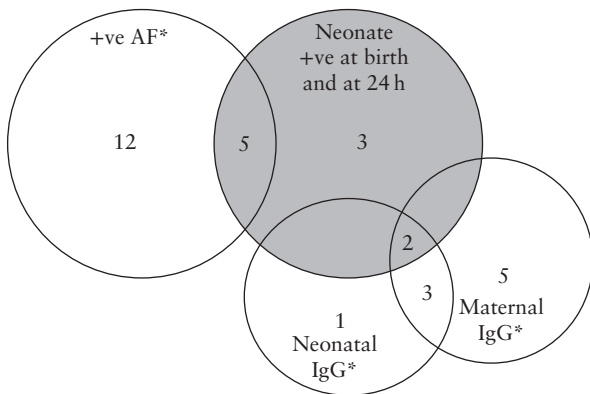 +ve AF*
Neonate
+ve at birth
and at 24 h
12
5
3
2
3
5
Maternal
IgG*
1
Neonatal
IgG*